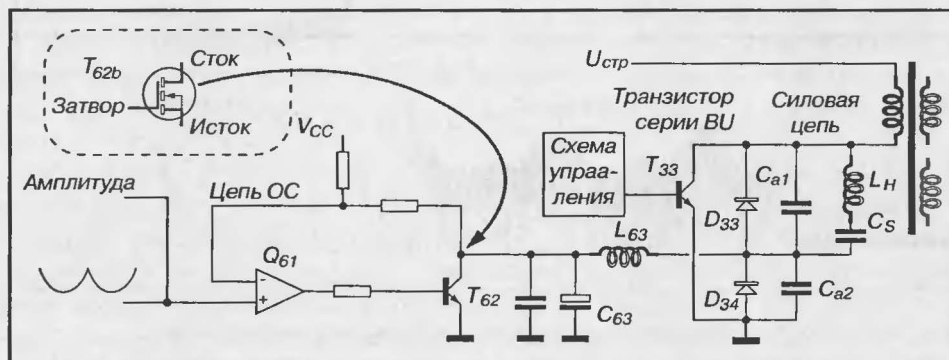 T62b
Сток
Затвор
Исток
VCC
Амплитуда
Цепь ОС
Q61
-
+
T62
C63
L63
Uстр
Транзистор
серии BU
Силовая
цепь
Схема
упраа-
ления
T33
D33
Ca1
LH
CS
D34
Ca2